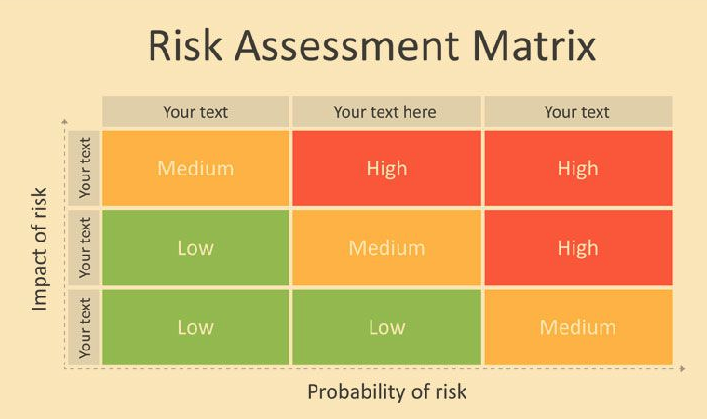 Risk Assessment Matrix
Your text Your text here Your text
Your text Medium High High
Your text Low Medium High
Your text Low Low Medium
Impact of risk
Probability of risk